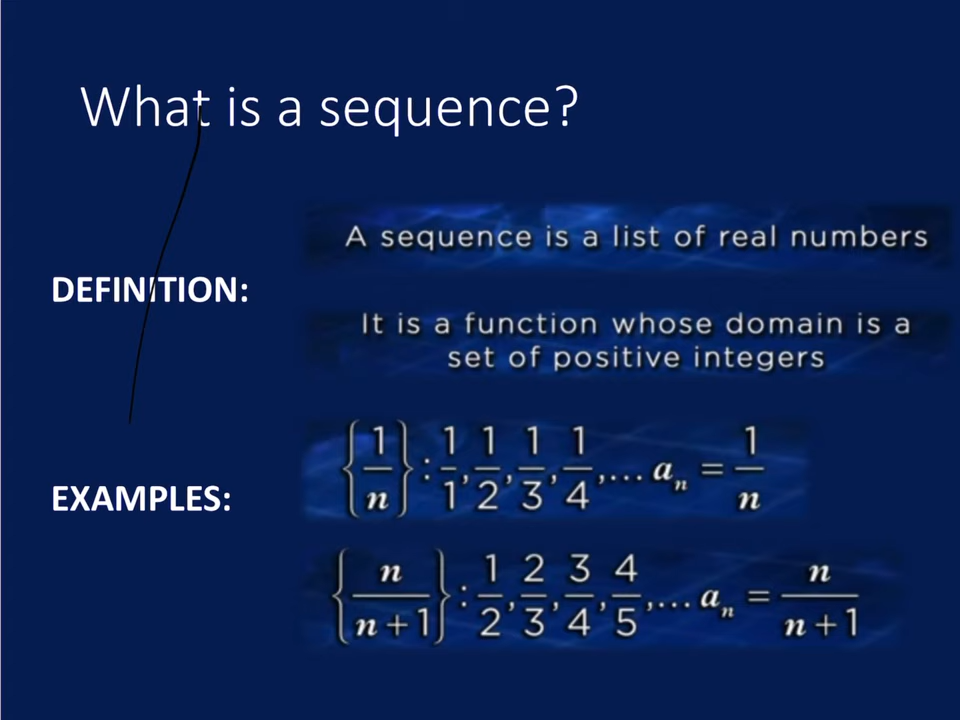 What is a sequence?
A sequence is a list of real numbers
DEFINITION:
It is a function whose domain is a
set of positive integers
{1/n} : 1/1, 1/2, 1/3, 1/4, ... aₙ = 1/n
EXAMPLES:
{n/(n+1)} : 1/2, 2/3, 3/4, 4/5, ... aₙ = n/(n+1)